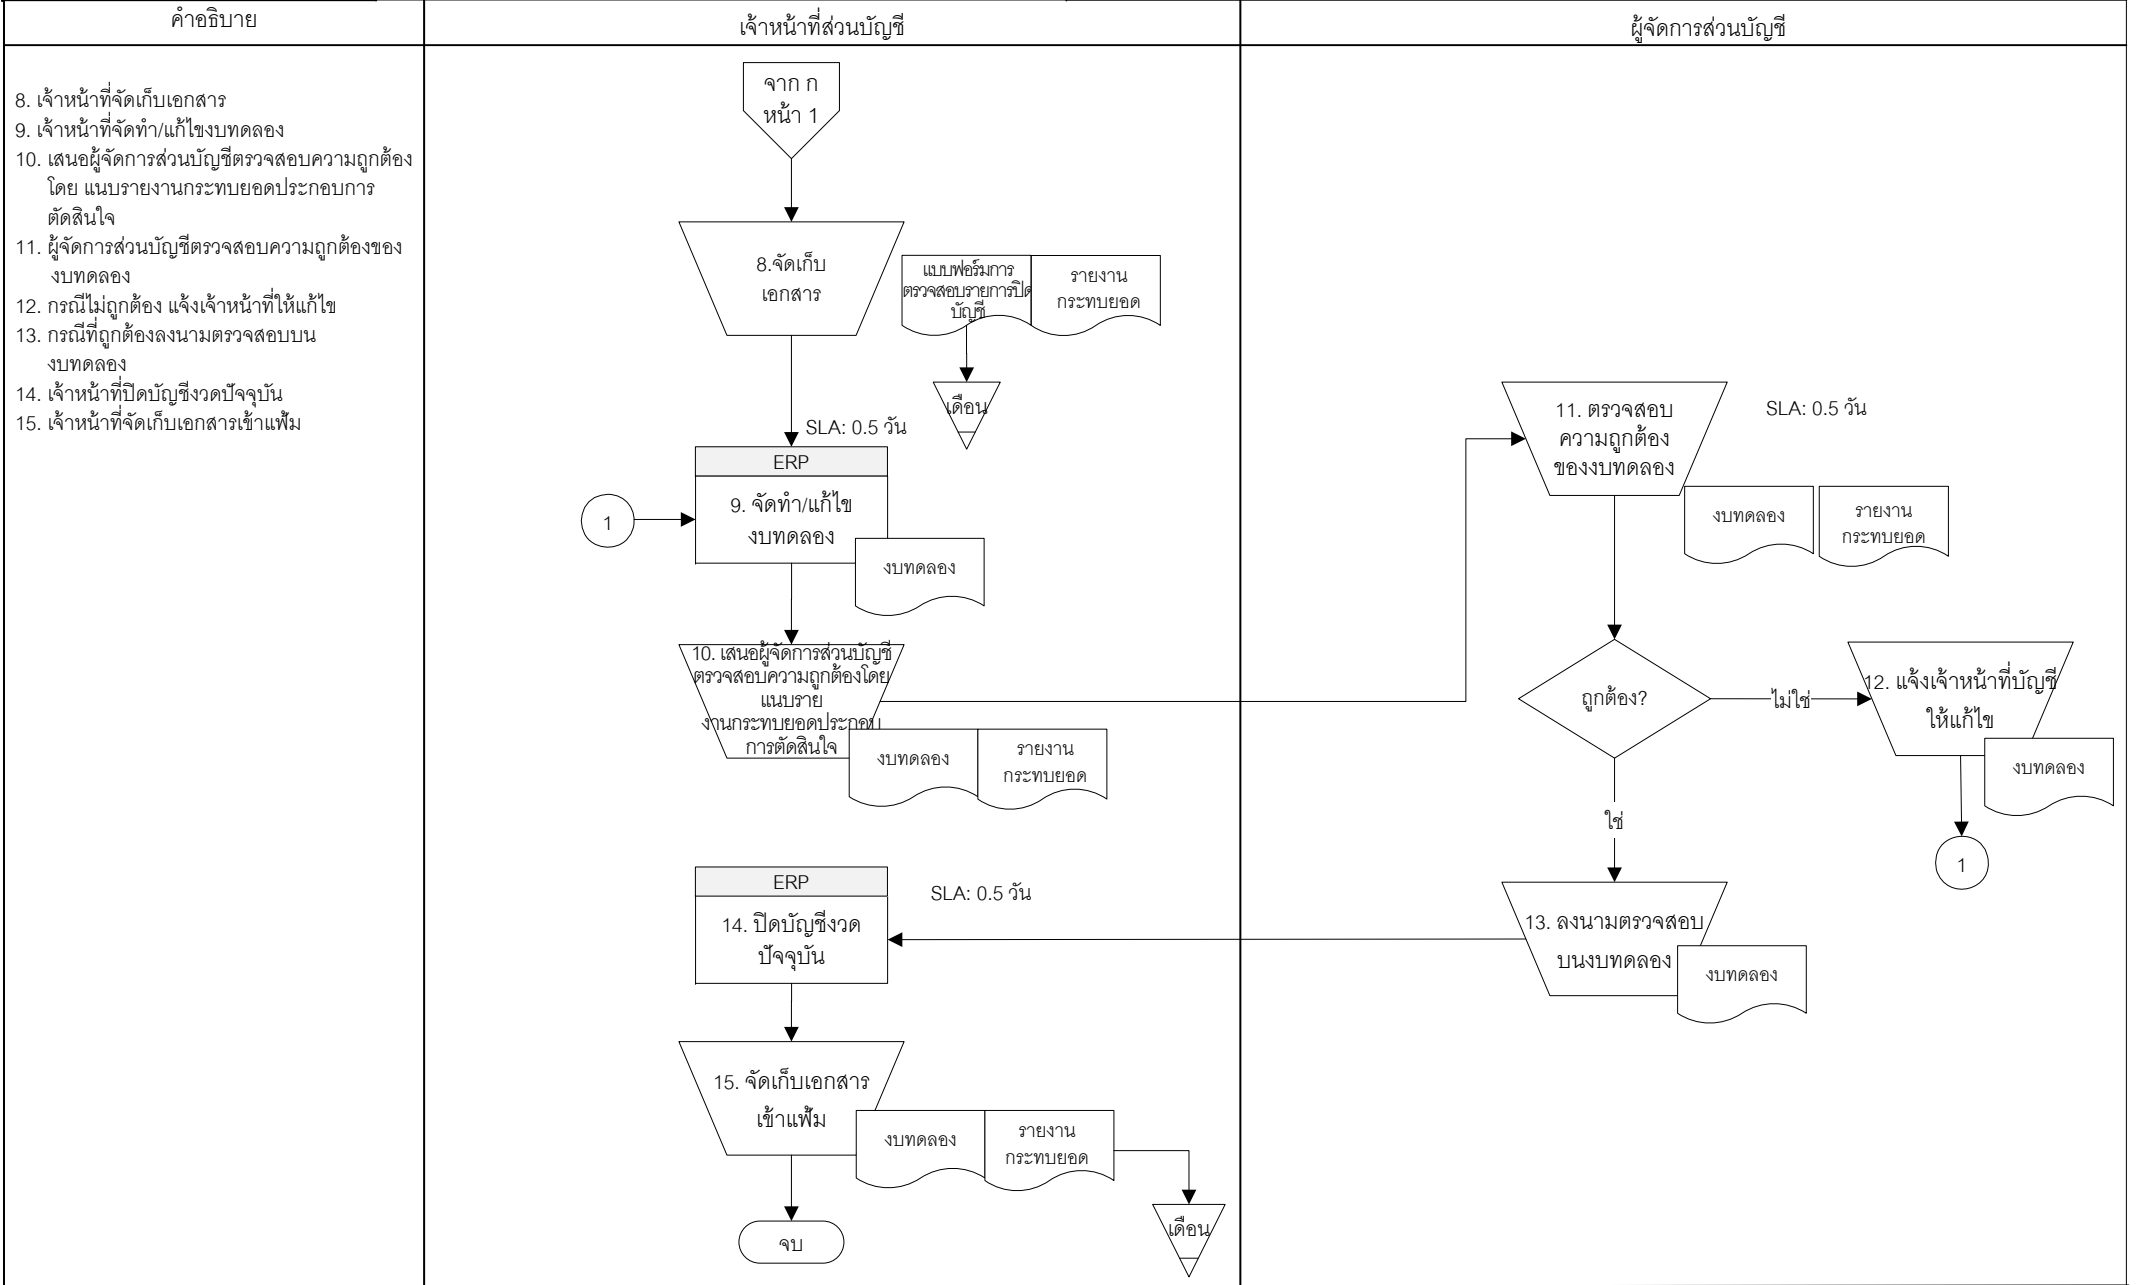 คำอธิบาย
เจ้าหน้าที่ส่วนบัญชี
ผู้จัดการส่วนบัญชี
8. เจ้าหน้าที่จัดเก็บเอกสาร
9. เจ้าหน้าที่จัดทำ/แก้ไขงบทดลอง
10. เสนอผู้จัดการส่วนบัญชีตรวจสอบความถูกต้อง
โดย แนบรายงานกระทบยอดประกอบการ
ตัดสินใจ
11. ผู้จัดการส่วนบัญชีตรวจสอบความถูกต้องของ
งบทดลอง
12. กรณีไม่ถูกต้อง แจ้งเจ้าหน้าที่ให้แก้ไข
13. กรณีที่ถูกต้องลงนามตรวจสอบบน
งบทดลอง
14. เจ้าหน้าที่ปิดบัญชีงวดปัจจุบัน
15. เจ้าหน้าที่จัดเก็บเอกสารเข้าแฟ้ม
จาก ก
หน้า 1
8.จัดเก็บ
เอกสาร
แบบฟอร์มการ
ตรวจสอบรายการปิด
บัญชี
รายงาน
กระทบยอด
เดือน
SLA: 0.5 วัน
ERP
9. จัดทำ/แก้ไข
งบทดลอง
1
งบทดลอง
10. เสนอผู้จัดการส่วนบัญชี
ตรวจสอบความถูกต้องโดย
แนบราย
งานกระทบยอดประกอบ
การตัดสินใจ
งบทดลอง
รายงาน
กระทบยอด
11. ตรวจสอบ
ความถูกต้อง
ของงบทดลอง
SLA: 0.5 วัน
งบทดลอง
รายงาน
กระทบยอด
ถูกต้อง?
ไม่ใช่
12. แจ้งเจ้าหน้าที่บัญชี
ให้แก้ไข
งบทดลอง
1
ใช่
13. ลงนามตรวจสอบ
บนงบทดลอง
งบทดลอง
ERP
14. ปิดบัญชีงวด
ปัจจุบัน
SLA: 0.5 วัน
15. จัดเก็บเอกสาร
เข้าแฟ้ม
งบทดลอง
รายงาน
กระทบยอด
เดือน
จบ